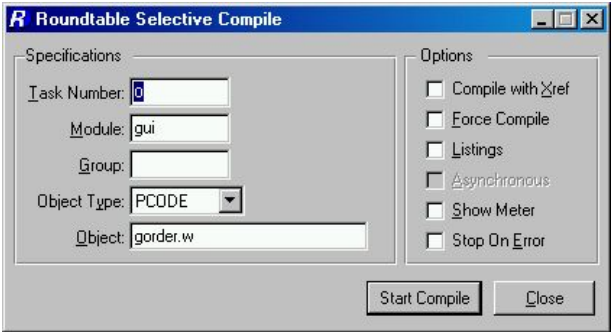 R Roundtable Selective Compile
Specifications
Task Number: 0
Module: gui
Group:
Object Type: PCODE
Object: gorder.w
Options
Compile with Xref
Force Compile
Listings
Asynchronous
Show Meter
Stop On Error
Start Compile
Close